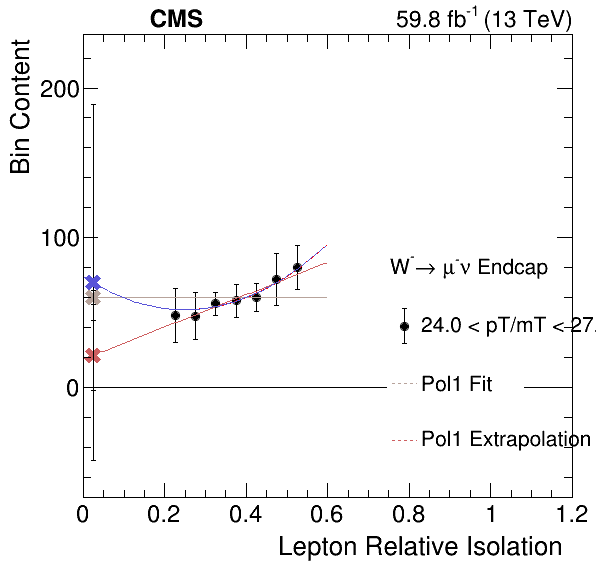 CMS 59.8 fb-1 (13 TeV)
Bin Content
200
100
0
W-→ μ-ν Endcap
24.0 < pT/mT < 27.
Pol1 Fit
Pol1 Extrapolation
0 0.2 0.4 0.6 0.8 1 1.2
Lepton Relative Isolation